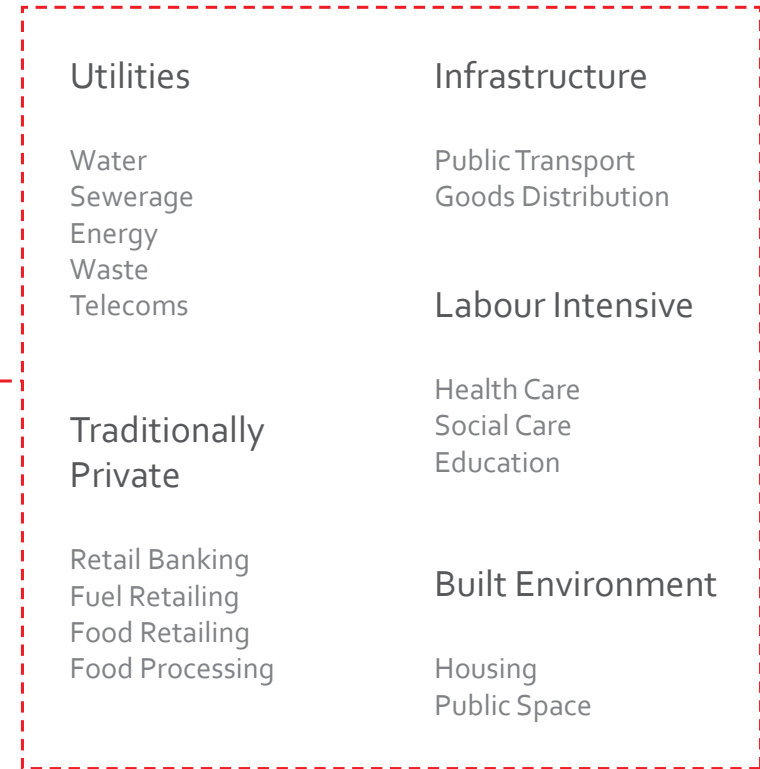 Utilities
Water
Sewerage
Energy
Waste
Telecoms
Traditionally
Private
Retail Banking
Fuel Retailing
Food Retailing
Food Processing
Infrastructure
Public Transport
Goods Distribution
Labour Intensive
Health Care
Social Care
Education
Built Environment
Housing
Public Space